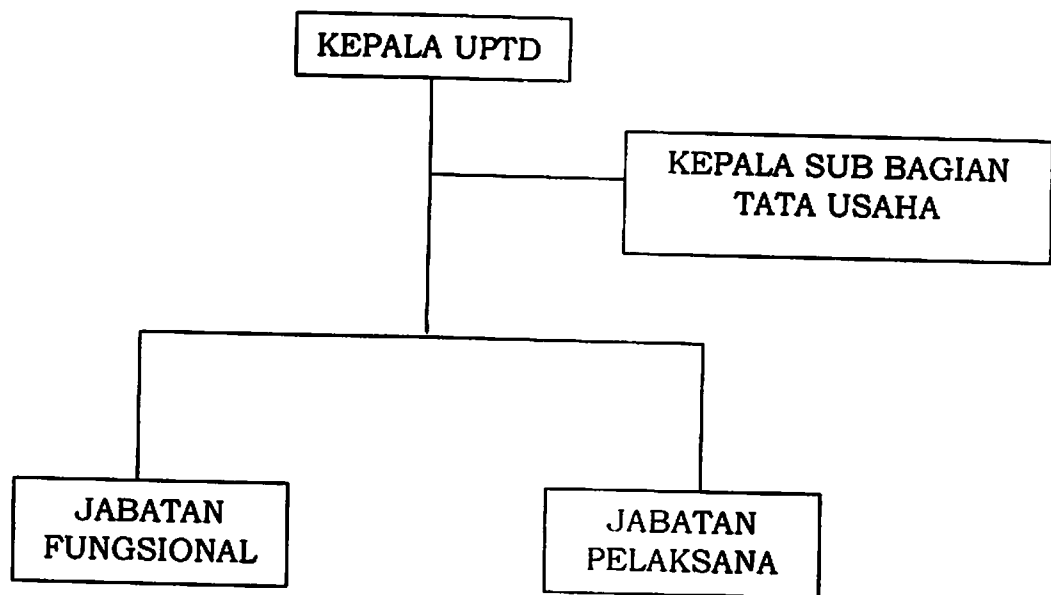 KEPALA UPTD
KEPALA SUB BAGIAN
TATA USAHA
JABATAN
FUNGSIONAL
JABATAN
PELAKSANA